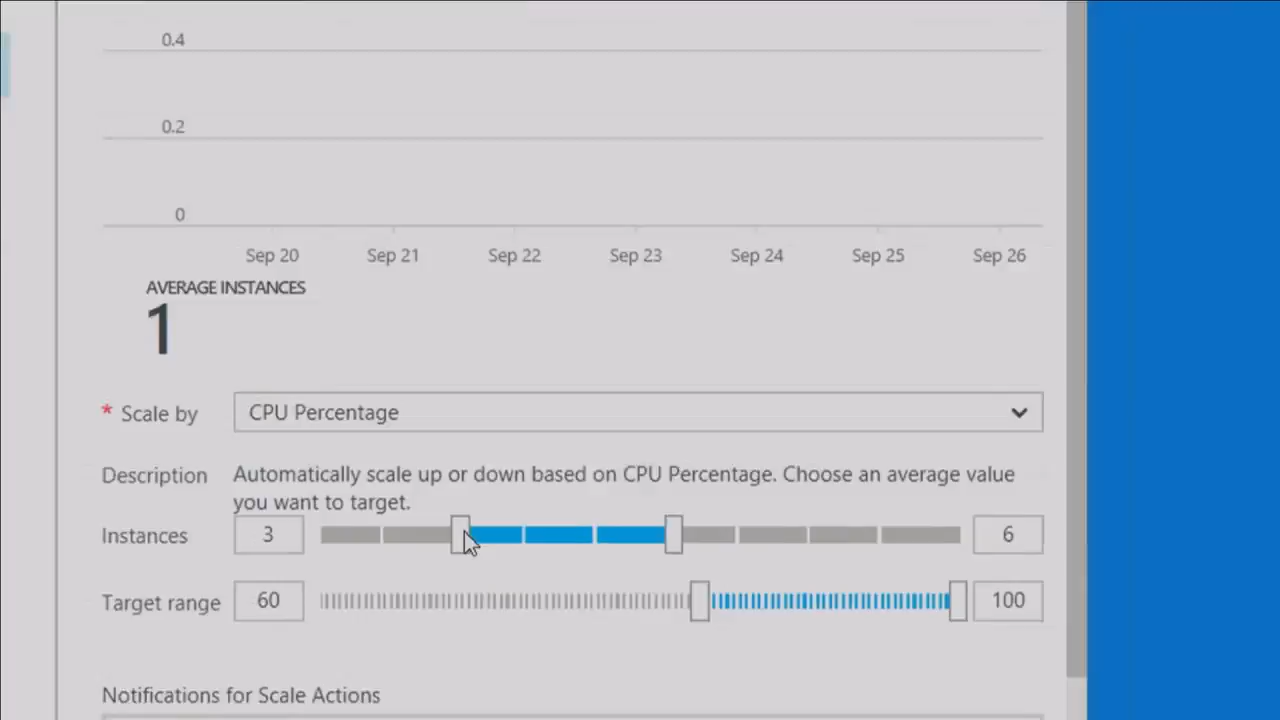 0.4
0.2
0
Sep 20 Sep 21 Sep 22 Sep 23 Sep 24 Sep 25 Sep 26
AVERAGE INSTANCES
1
* Scale by CPU Percentage
Description Automatically scale up or down based on CPU Percentage. Choose an average value
you want to target.
Instances 3 6
Target range 60 100
Notifications for Scale Actions